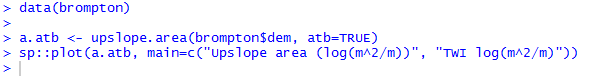 > data(brompton)
>
> a.atb <- upslope.area(brompton$dem, atb=TRUE)
> sp::plot(a.atb, main=c("Upslope area (log(m^2/m))", "TWI log(m^2/m)"))
>